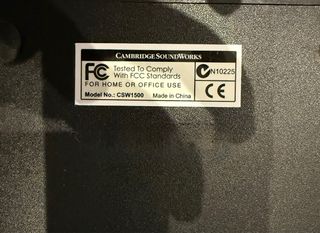 CAMBRIDGE SOUNDWORKS
FC Tested To Comply
With FCC Standards
FOR HOME OR OFFICE USE
Model No.: CSW1500 Made in China
N10225
CE